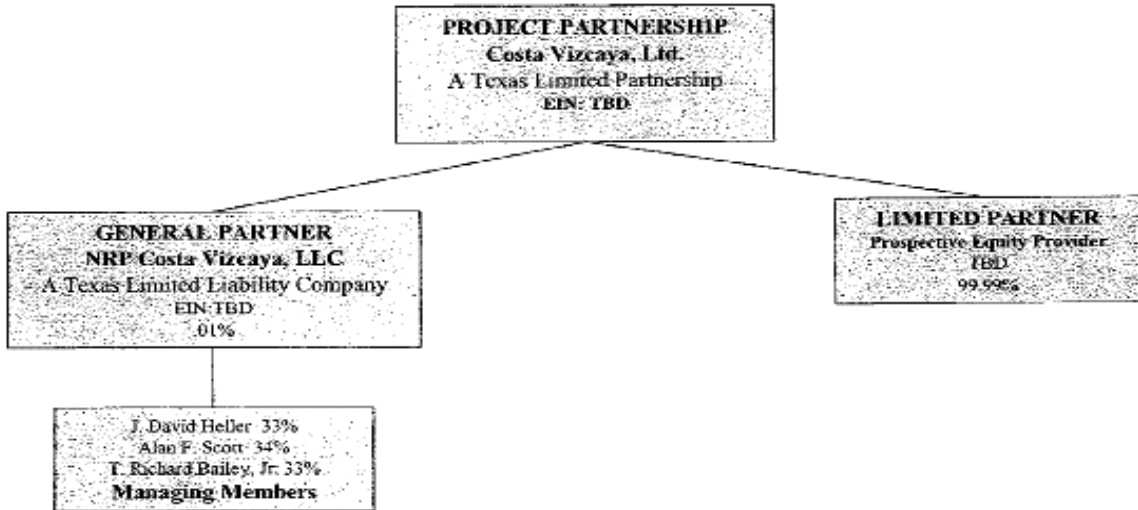 PROJECT PARTNERSHIP
Costa Vizcaya, Ltd.
A Texas Limited Partnership
EIN: TBD
GENERAL PARTNER
NRP Costa Vizcaya, LLC
A Texas Limited Liability Company
EIN:TBD
.01%
LIMITED PARTNER
Prospective Equity Provider
TBD
99.99%
J. David Heller 33%
Alan F. Scott 34%
T. Richard Bailey, Jr. 33%
Managing Members